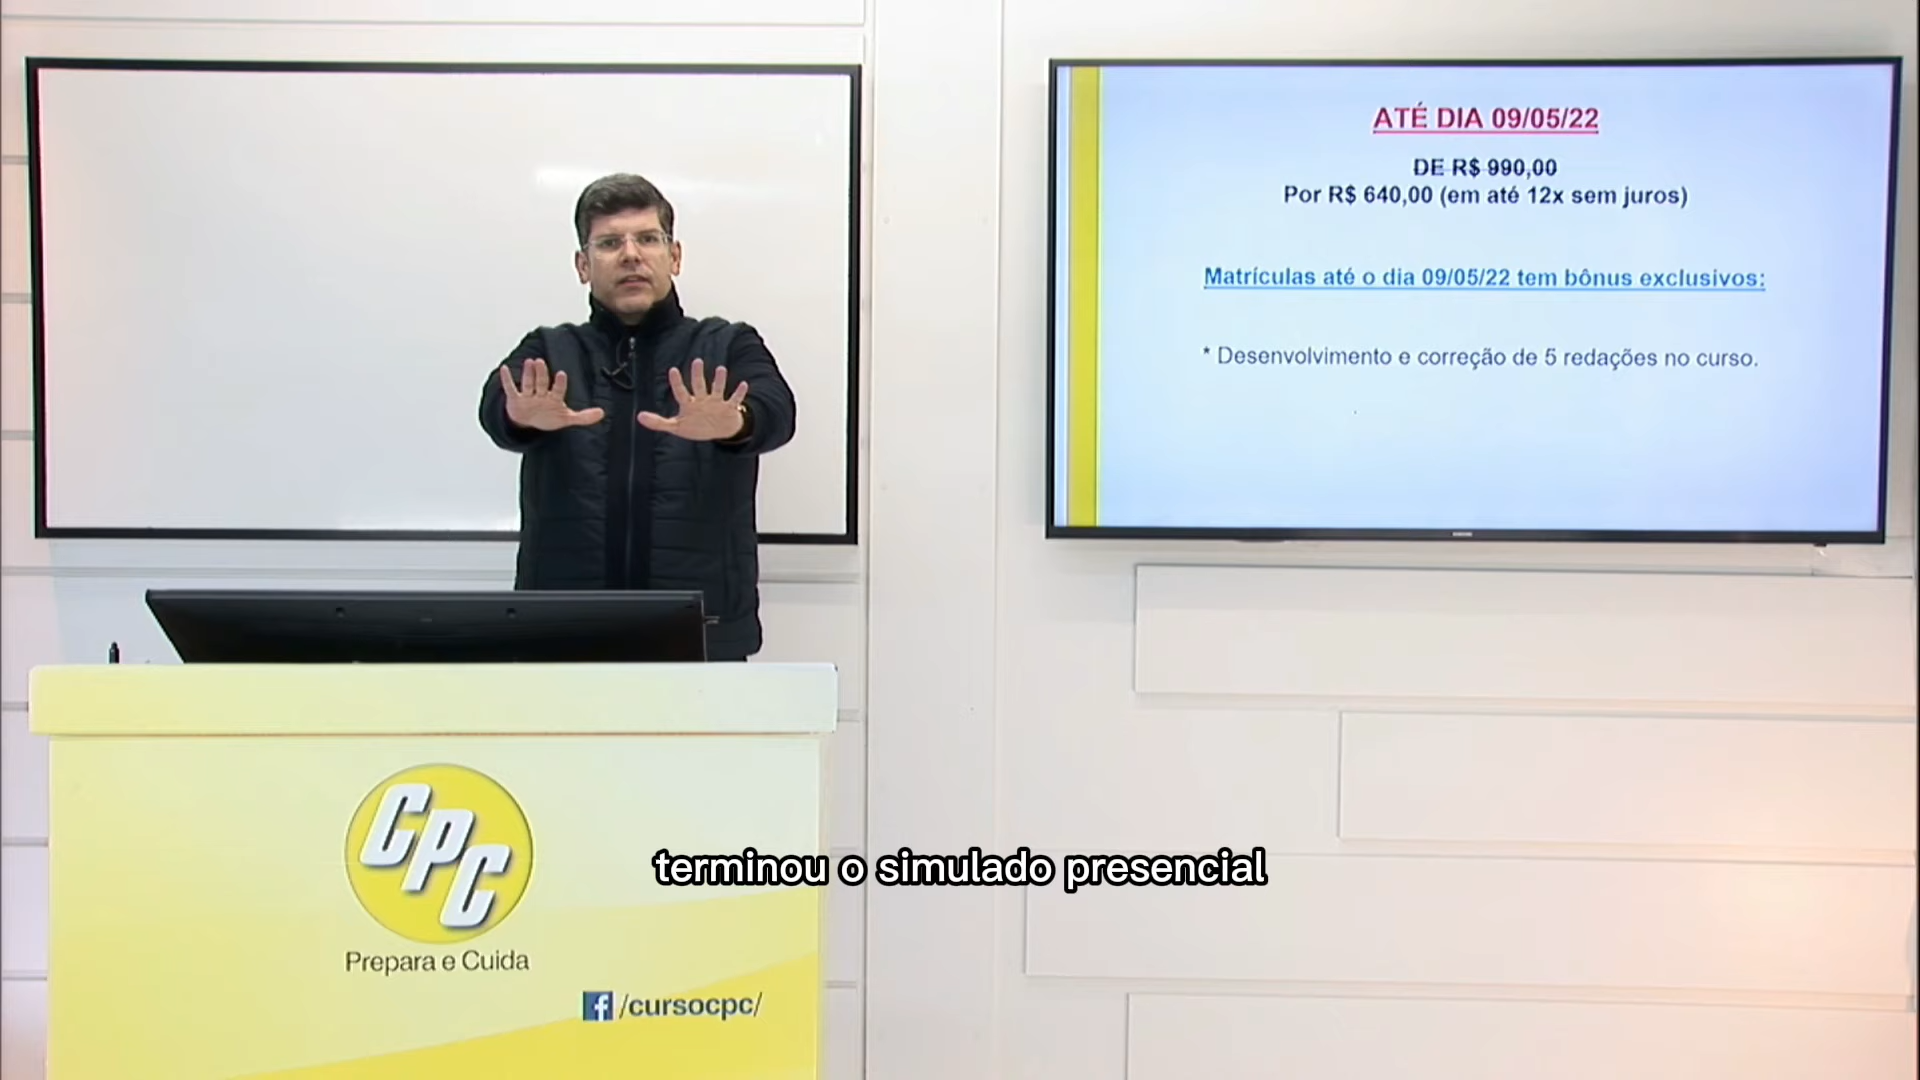 ATÉ DIA 09/05/22
DE R$ 990,00
Por R$ 640,00 (em até 12x sem juros)
Matrículas até o dia 09/05/22 tem bônus exclusivos:
* Desenvolvimento e correção de 5 redações no curso.
terminou o simulado presencial
CPC
Prepara e Cuida
f /cursocpc/